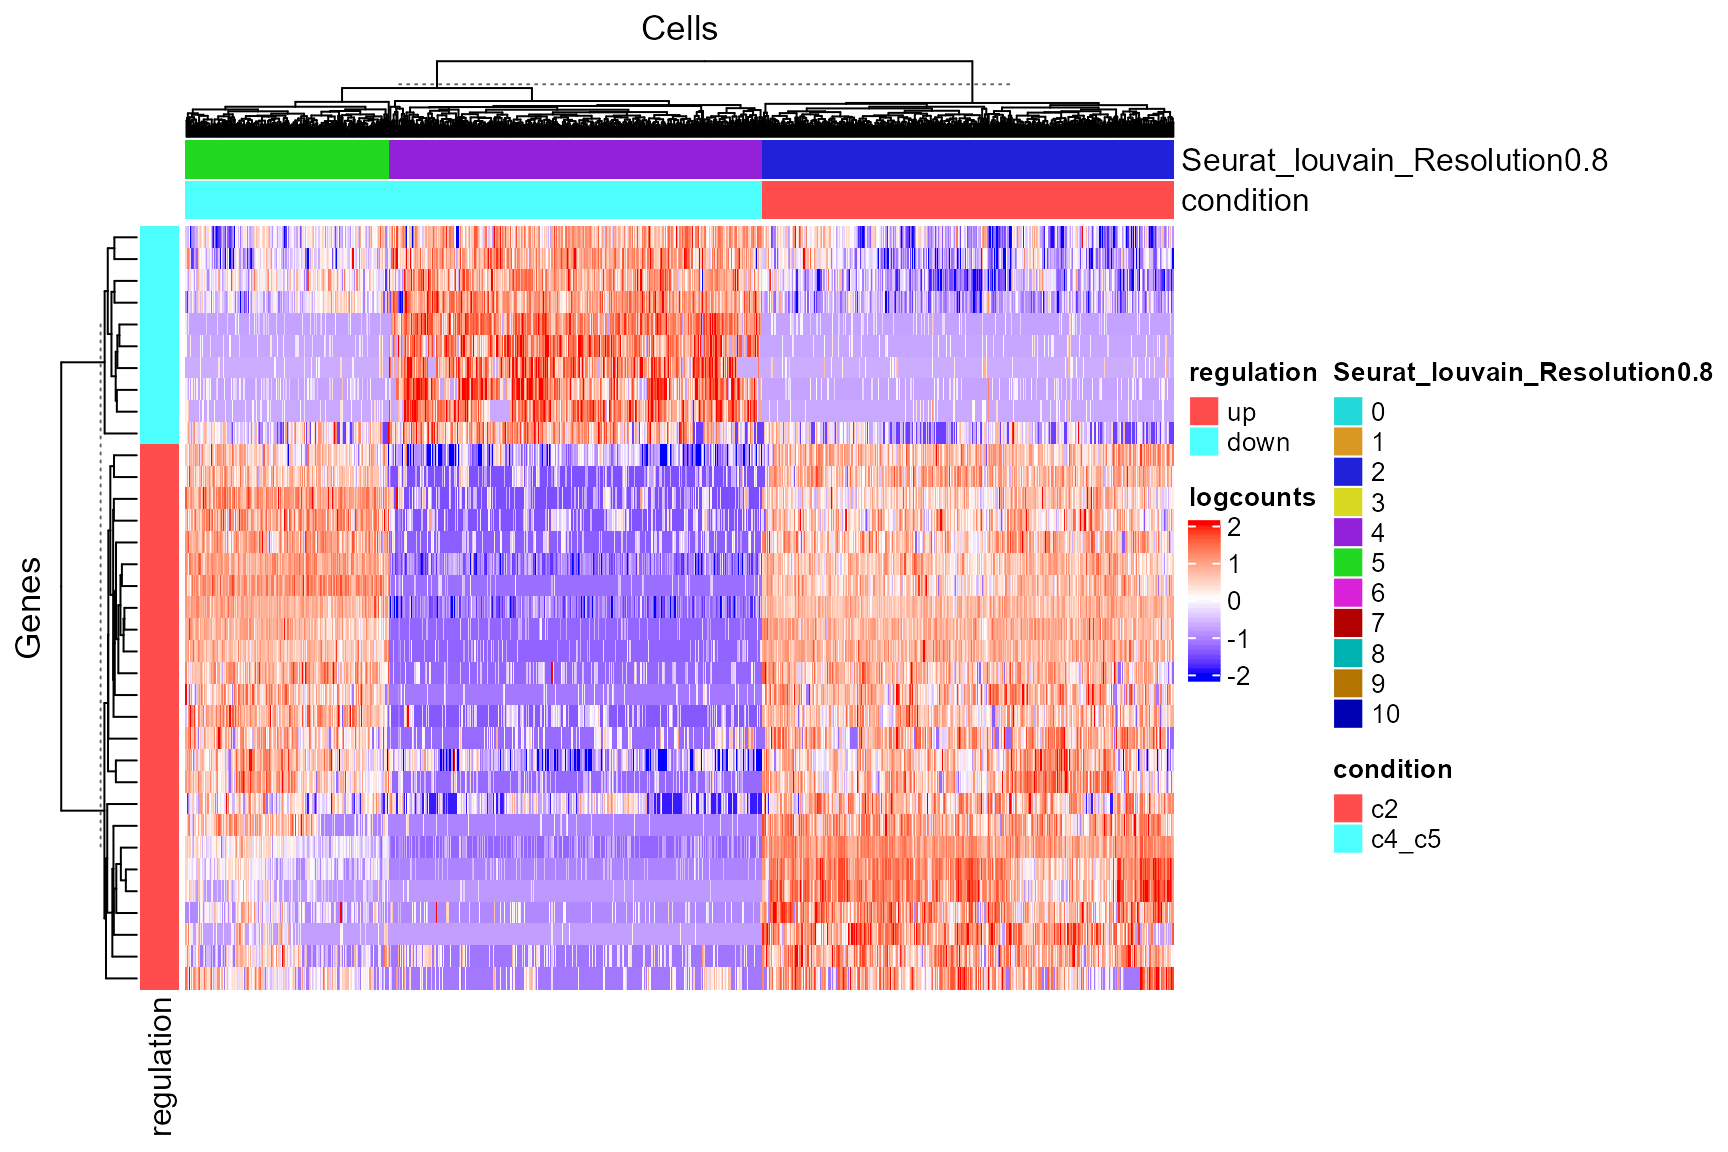 Cells
Seurat_louvain_Resolution0.8
condition
Genes
regulation
regulation
up
down
logcounts
2
1
0
-1
-2
Seurat_louvain_Resolution0.8
0
1
2
3
4
5
6
7
8
9
10
condition
c2
c4_c5